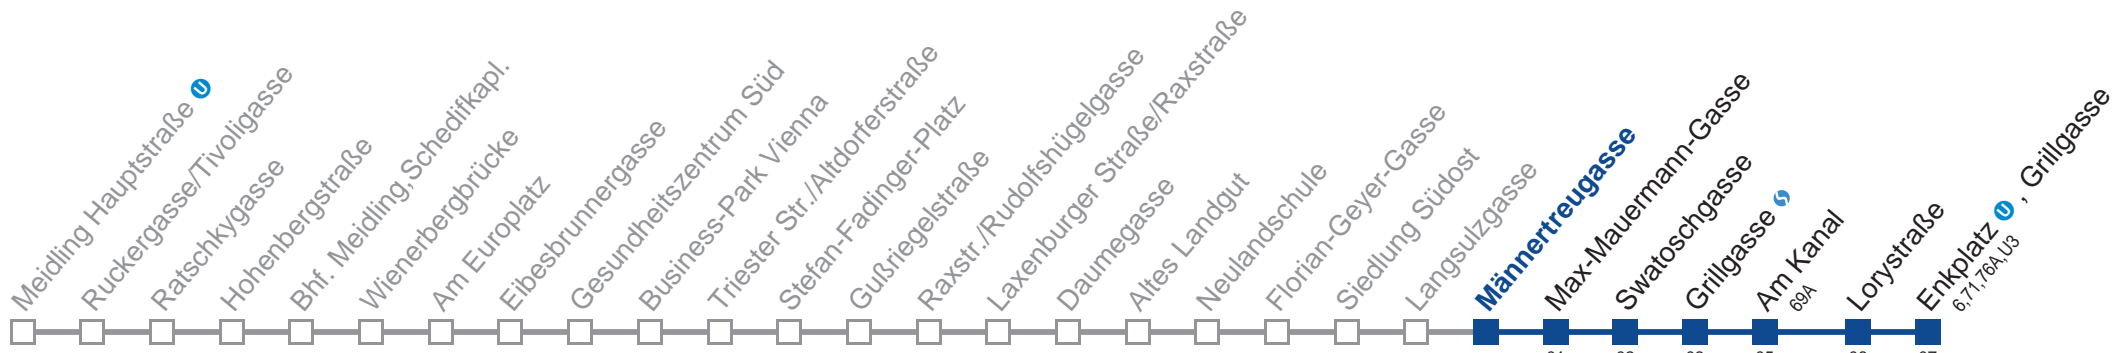 Meidling Hauptstraße U
Ruckergasse/Tivoligasse
Ratschkygasse
Hohenbergstraße
Bhf. Meidling,Schedifkapl.
Wienerbergbrücke
Am Europlatz
Eibesbrunnergasse
Gesundheitszentrum Süd
Business-Park Vienna
Triester Str./Altdorferstraße
Stefan-Fadinger-Platz
Gußriegelstraße
Raxstr./Rudolfshügelgasse
Laxenburger Straße/Raxstraße
Daumegasse
Altes Landgut
Neulandschule
Florian-Geyer-Gasse
Siedlung Südost
Langsulzgasse
Männertreugasse
Max-Mauermann-Gasse
Swatoschgasse
Grillgasse
Am Kanal
69A
Lorystraße
Enkplatz U , Grillgasse
6,71,76A,U3